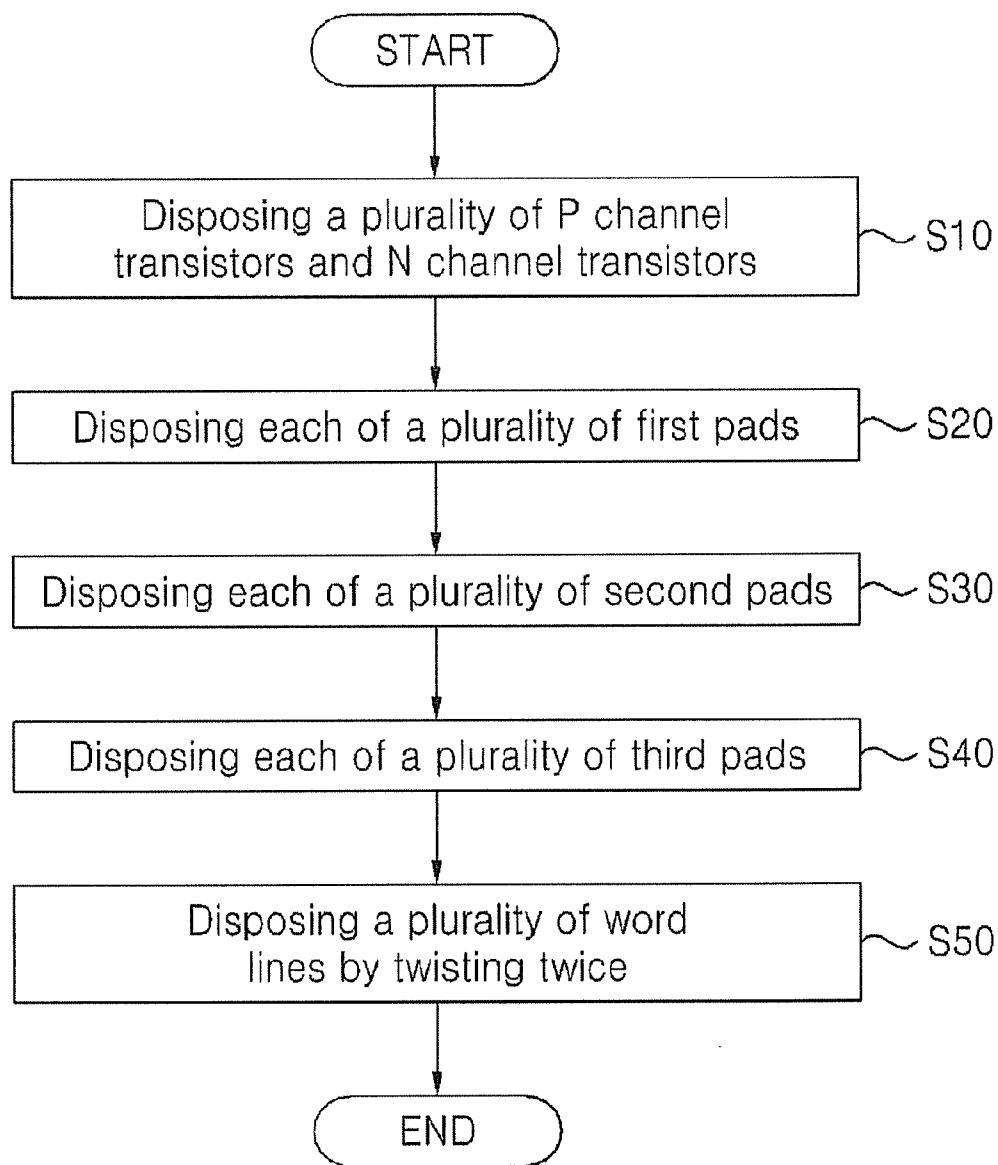 START
Disposing a plurality of P channel
transistors and N channel transistors
S10
Disposing each of a plurality of first pads
S20
Disposing each of a plurality of second pads
S30
Disposing each of a plurality of third pads
S40
Disposing a plurality of word
lines by twisting twice
S50
END